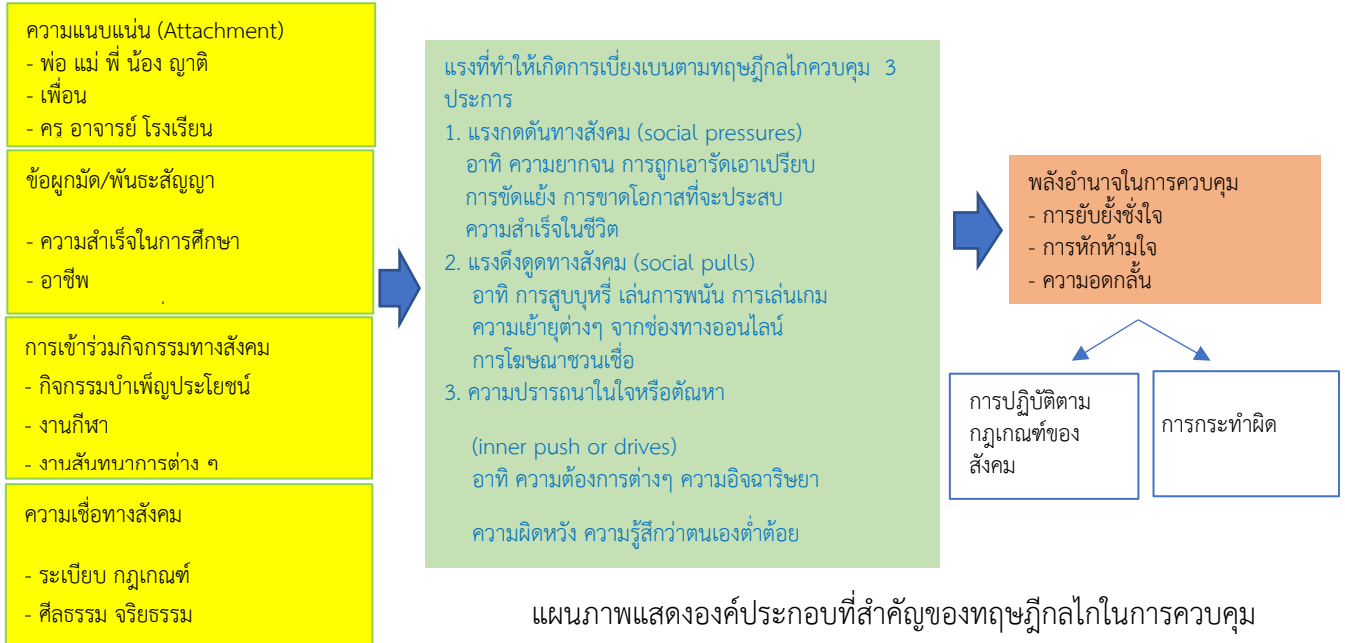 ความแนบแน่น (Attachment)
- พ่อ แม่ พี่ น้อง ญาติ
- เพื่อน
- คร อาจารย์ โรงเรียน
ข้อผูกมัด/พันธะสัญญา
- ความสำเร็จในการศึกษา
- อาชีพ
การเข้าร่วมกิจกรรมทางสังคม
- กิจกรรมบำเพ็ญประโยชน์
- งานกีฬา
- งานสันทนาการต่าง ๆ
ความเชื่อทางสังคม
- ระเบียบ กฎเกณฑ์
- ศีลธรรม จริยธรรม
แรงที่ทำให้เกิดการเบี่ยงเบนตามทฤษฎีกลไกควบคุม 3
ประการ
1. แรงกดดันทางสังคม (social pressures)
อาทิ ความยากจน การถูกเอารัดเอาเปรียบ
การขัดแย้ง การขาดโอกาสที่จะประสบ
ความสำเร็จในชีวิต
2. แรงดึงดูดทางสังคม (social pulls)
อาทิ การสูบบุหรี่ เล่นการพนัน การเล่นเกม
ความเย้ายุต่างๆ จากช่องทางออนไลน์
การโฆษณาชวนเชื่อ
3. ความปรารถนาในใจหรือตัณหา
(inner push or drives)
อาทิ ความต้องการต่างๆ ความอิจฉาริษยา
ความผิดหวัง ความรู้สึกว่าตนเองต่ำต้อย
พลังอำนาจในการควบคุม
- การยับยั้งชั่งใจ
- การหักห้ามใจ
- ความอดกลั้น
การปฏิบัติตาม
กฎเกณฑ์ของ
สังคม
การกระทำผิด
แผนภาพแสดงองค์ประกอบที่สำคัญของทฤษฎีกลไกในการควบคุม